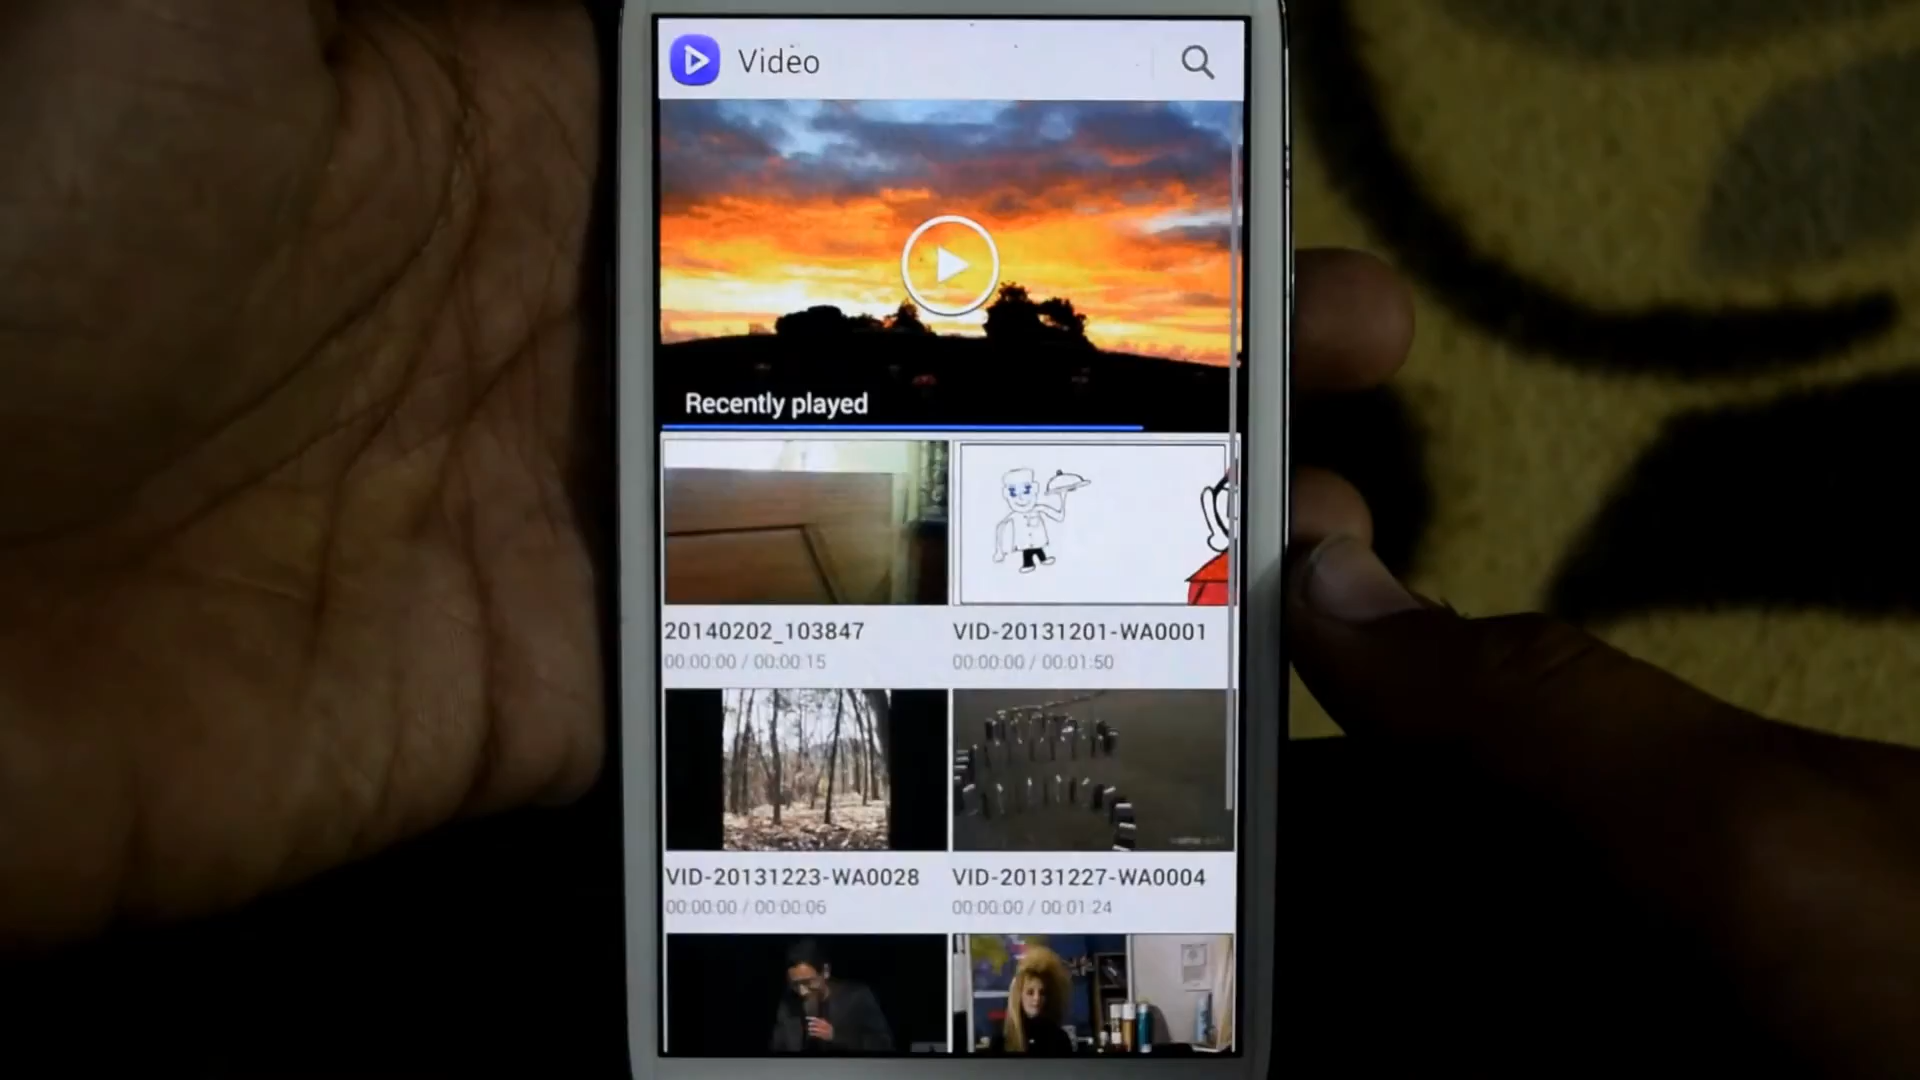 Video
Recently played
20140202_103847
00:00:00 / 00:00:15
VID-20131201-WA0001
00:00:00 / 00:01:50
VID-20131223-WA0028
00:00:00 / 00:00:06
VID-20131227-WA0004
00:00:00 / 00:01:24